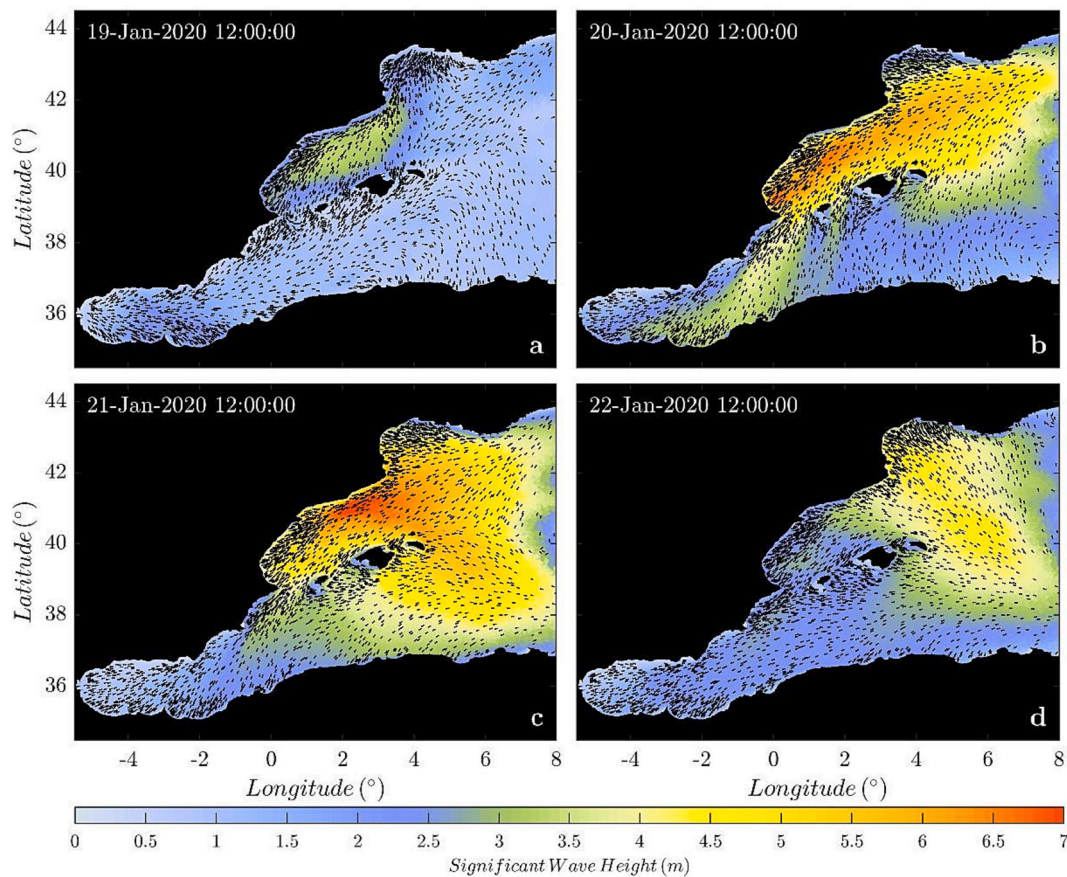 19-Jan-2020 12:00:00
20-Jan-2020 12:00:00
44
42
40
38
36
Latitude (°)
a
b
21-Jan-2020 12:00:00
22-Jan-2020 12:00:00
44
42
40
38
36
Latitude (°)
c
d
-4 -2 0 2 4 6 8
-4 -2 0 2 4 6 8
Longitude (°)
Longitude (°)
0 0.5 1 1.5 2 2.5 3 3.5 4 4.5 5 5.5 6 6.5 7
Significant Wave Height (m)